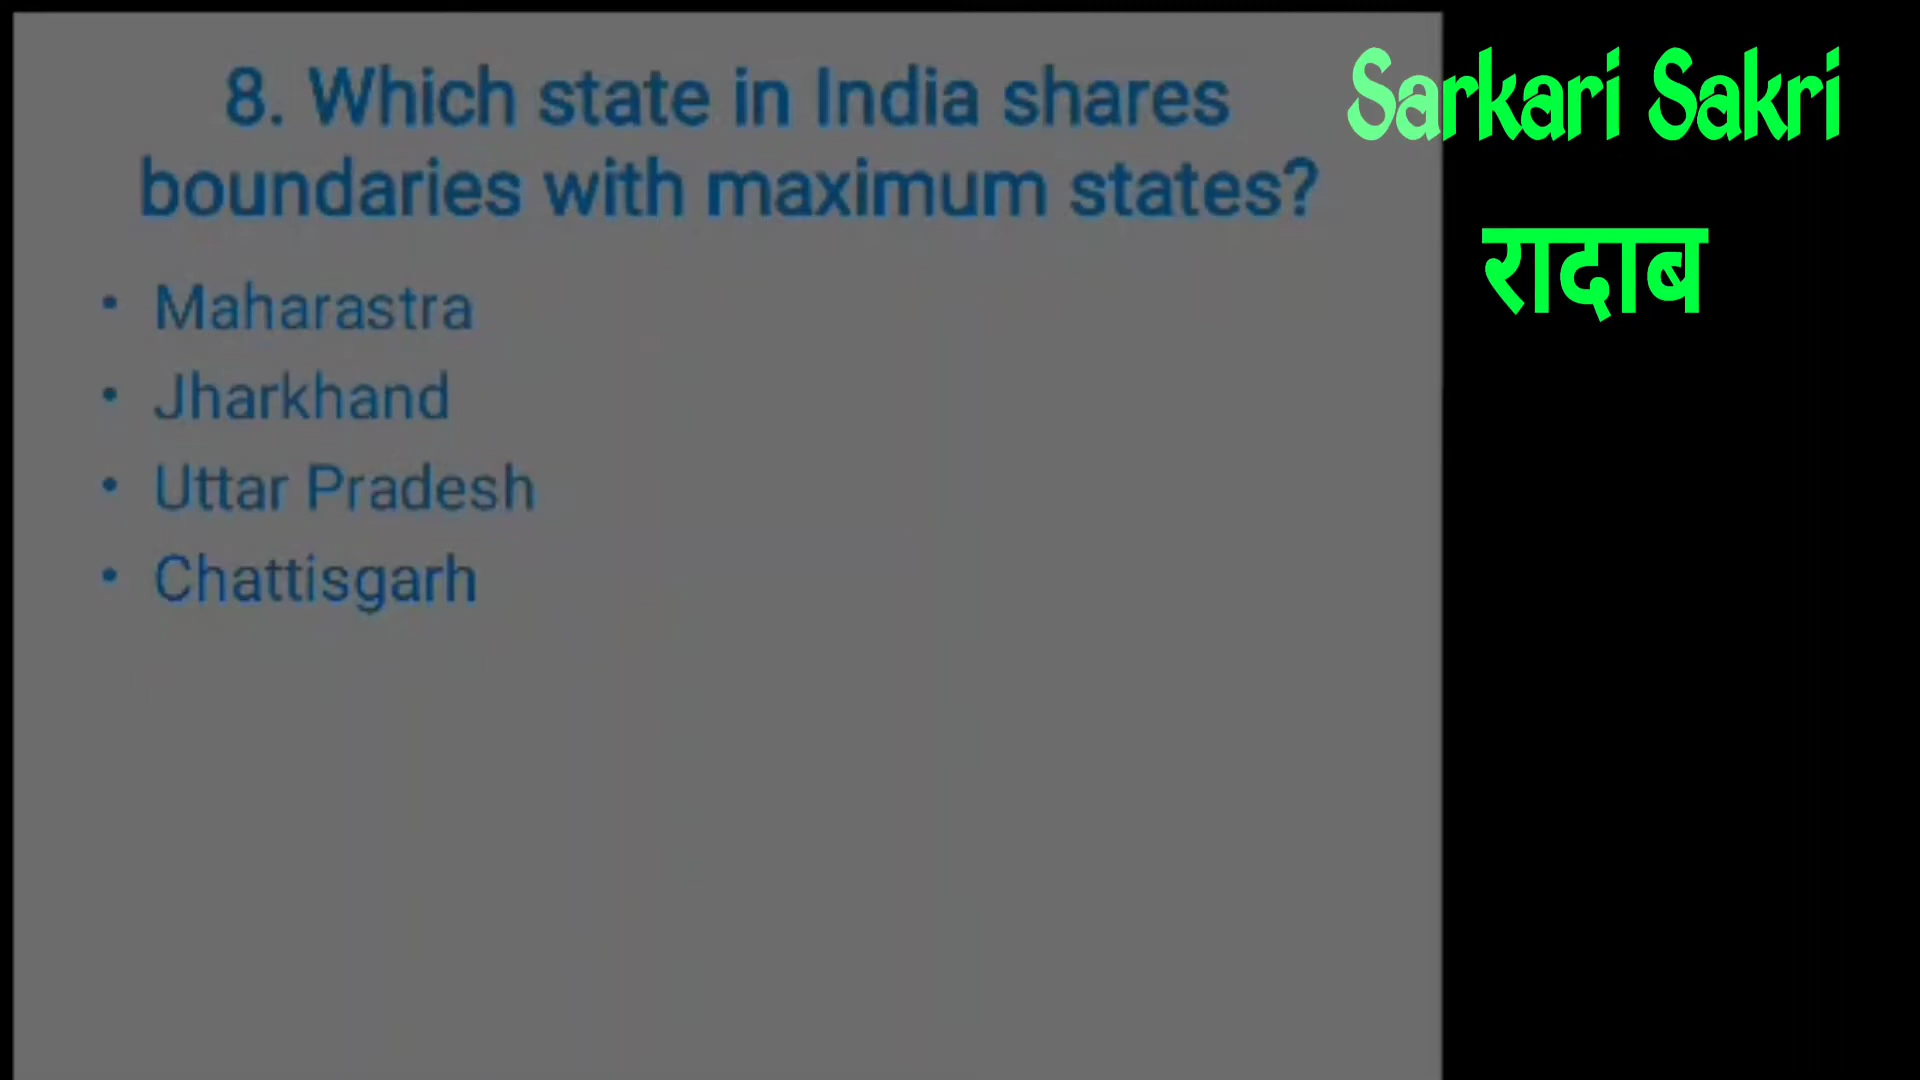 8. Which state in India shares
boundaries with maximum states?
• Maharastra
• Jharkhand
• Uttar Pradesh
• Chattisgarh
Sarkari Sakri
रादाब